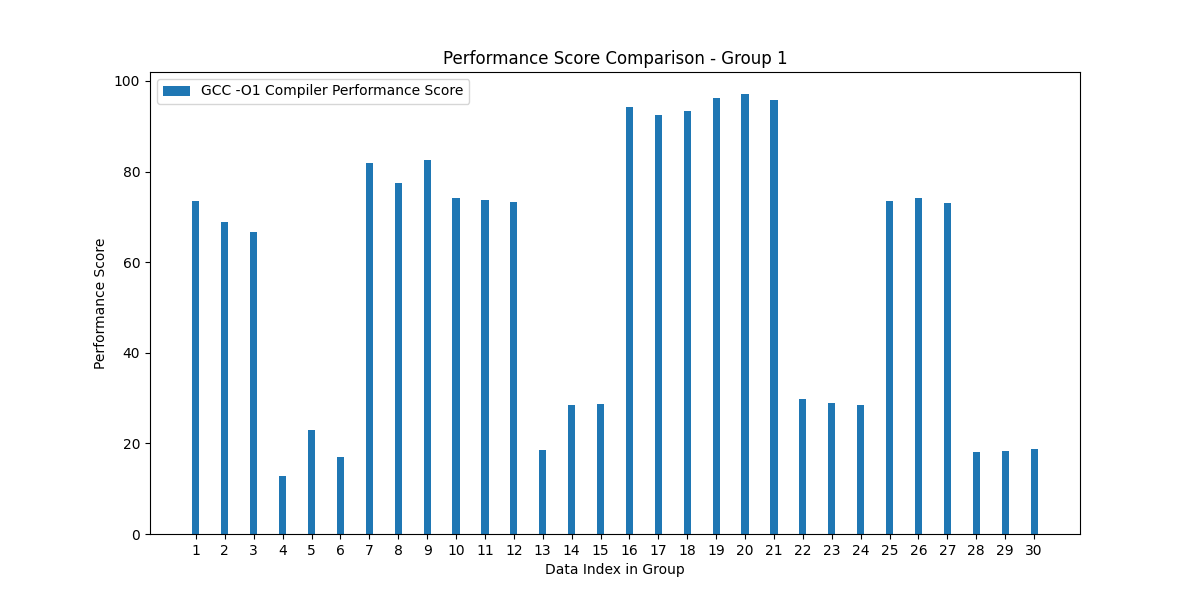 Performance Score Comparison - Group 1
GCC -O1 Compiler Performance Score
Performance Score
100
80
60
40
20
0
1 2 3 4 5 6 7 8 9 10 11 12 13 14 15 16 17 18 19 20 21 22 23 24 25 26 27 28 29 30
Data Index in Group